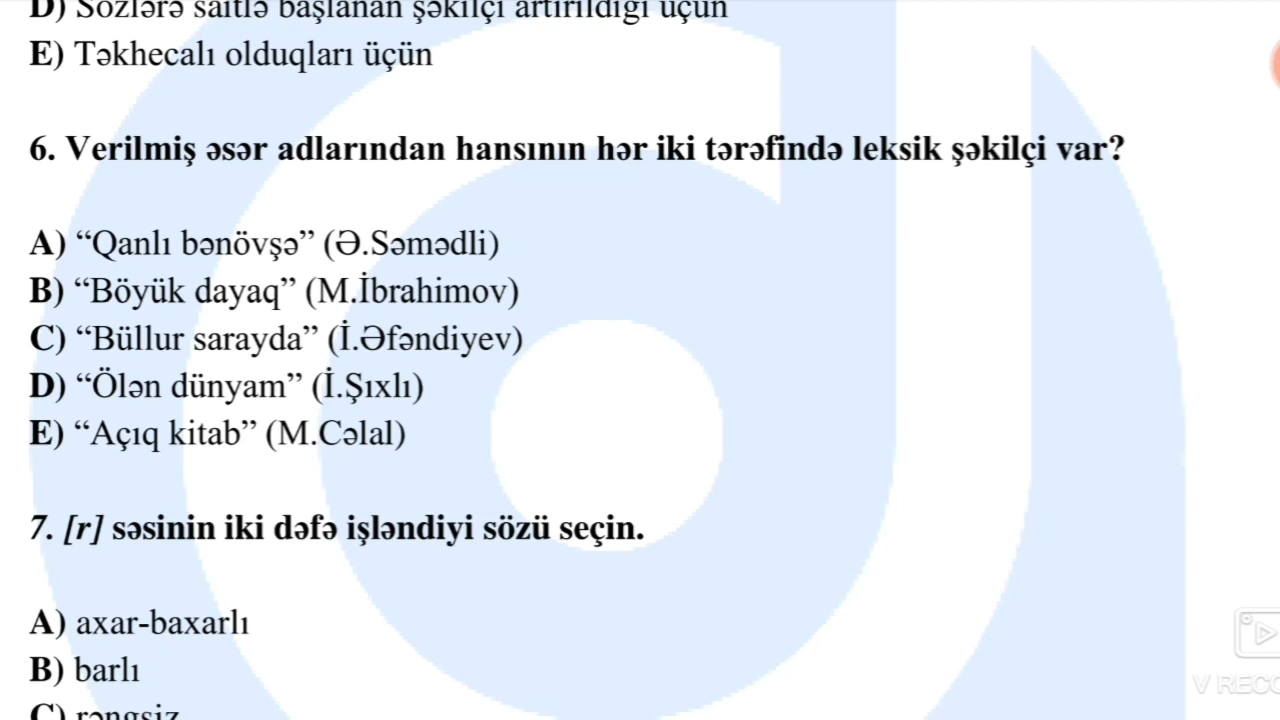 D) Sözlərə saitlə başlanan şəkilçi artırıldığı üçün
E) Təkhecalı olduqları üçün
6. Verilmiş əsər adlarından hansının hər iki tərəfində leksik şəkilçi var?
A) “Qanlı bənövşə” (Ə.Səmədli)
B) “Böyük dayaq” (M.İbrahimov)
C) “Büllur sarayda” (İ.Əfəndiyev)
D) “Ölən dünyam” (İ.Şıxlı)
E) “Açıq kitab” (M.Cəlal)
7. [r] səsinin iki dəfə işləndiyi sözü seçin.
A) axar-baxarlı
B) barlı
C) rəngsiz
V RECO